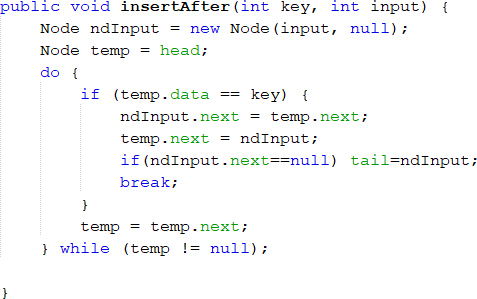 public void insertAfter(int key, int input) {
    Node ndInput = new Node(input, null);
    Node temp = head;
    do {
        if (temp.data == key) {
            ndInput.next = temp.next;
            temp.next = ndInput;
            if(ndInput.next==null) tail=ndInput;
            break;
        }
        temp = temp.next;
    } while (temp != null);
}